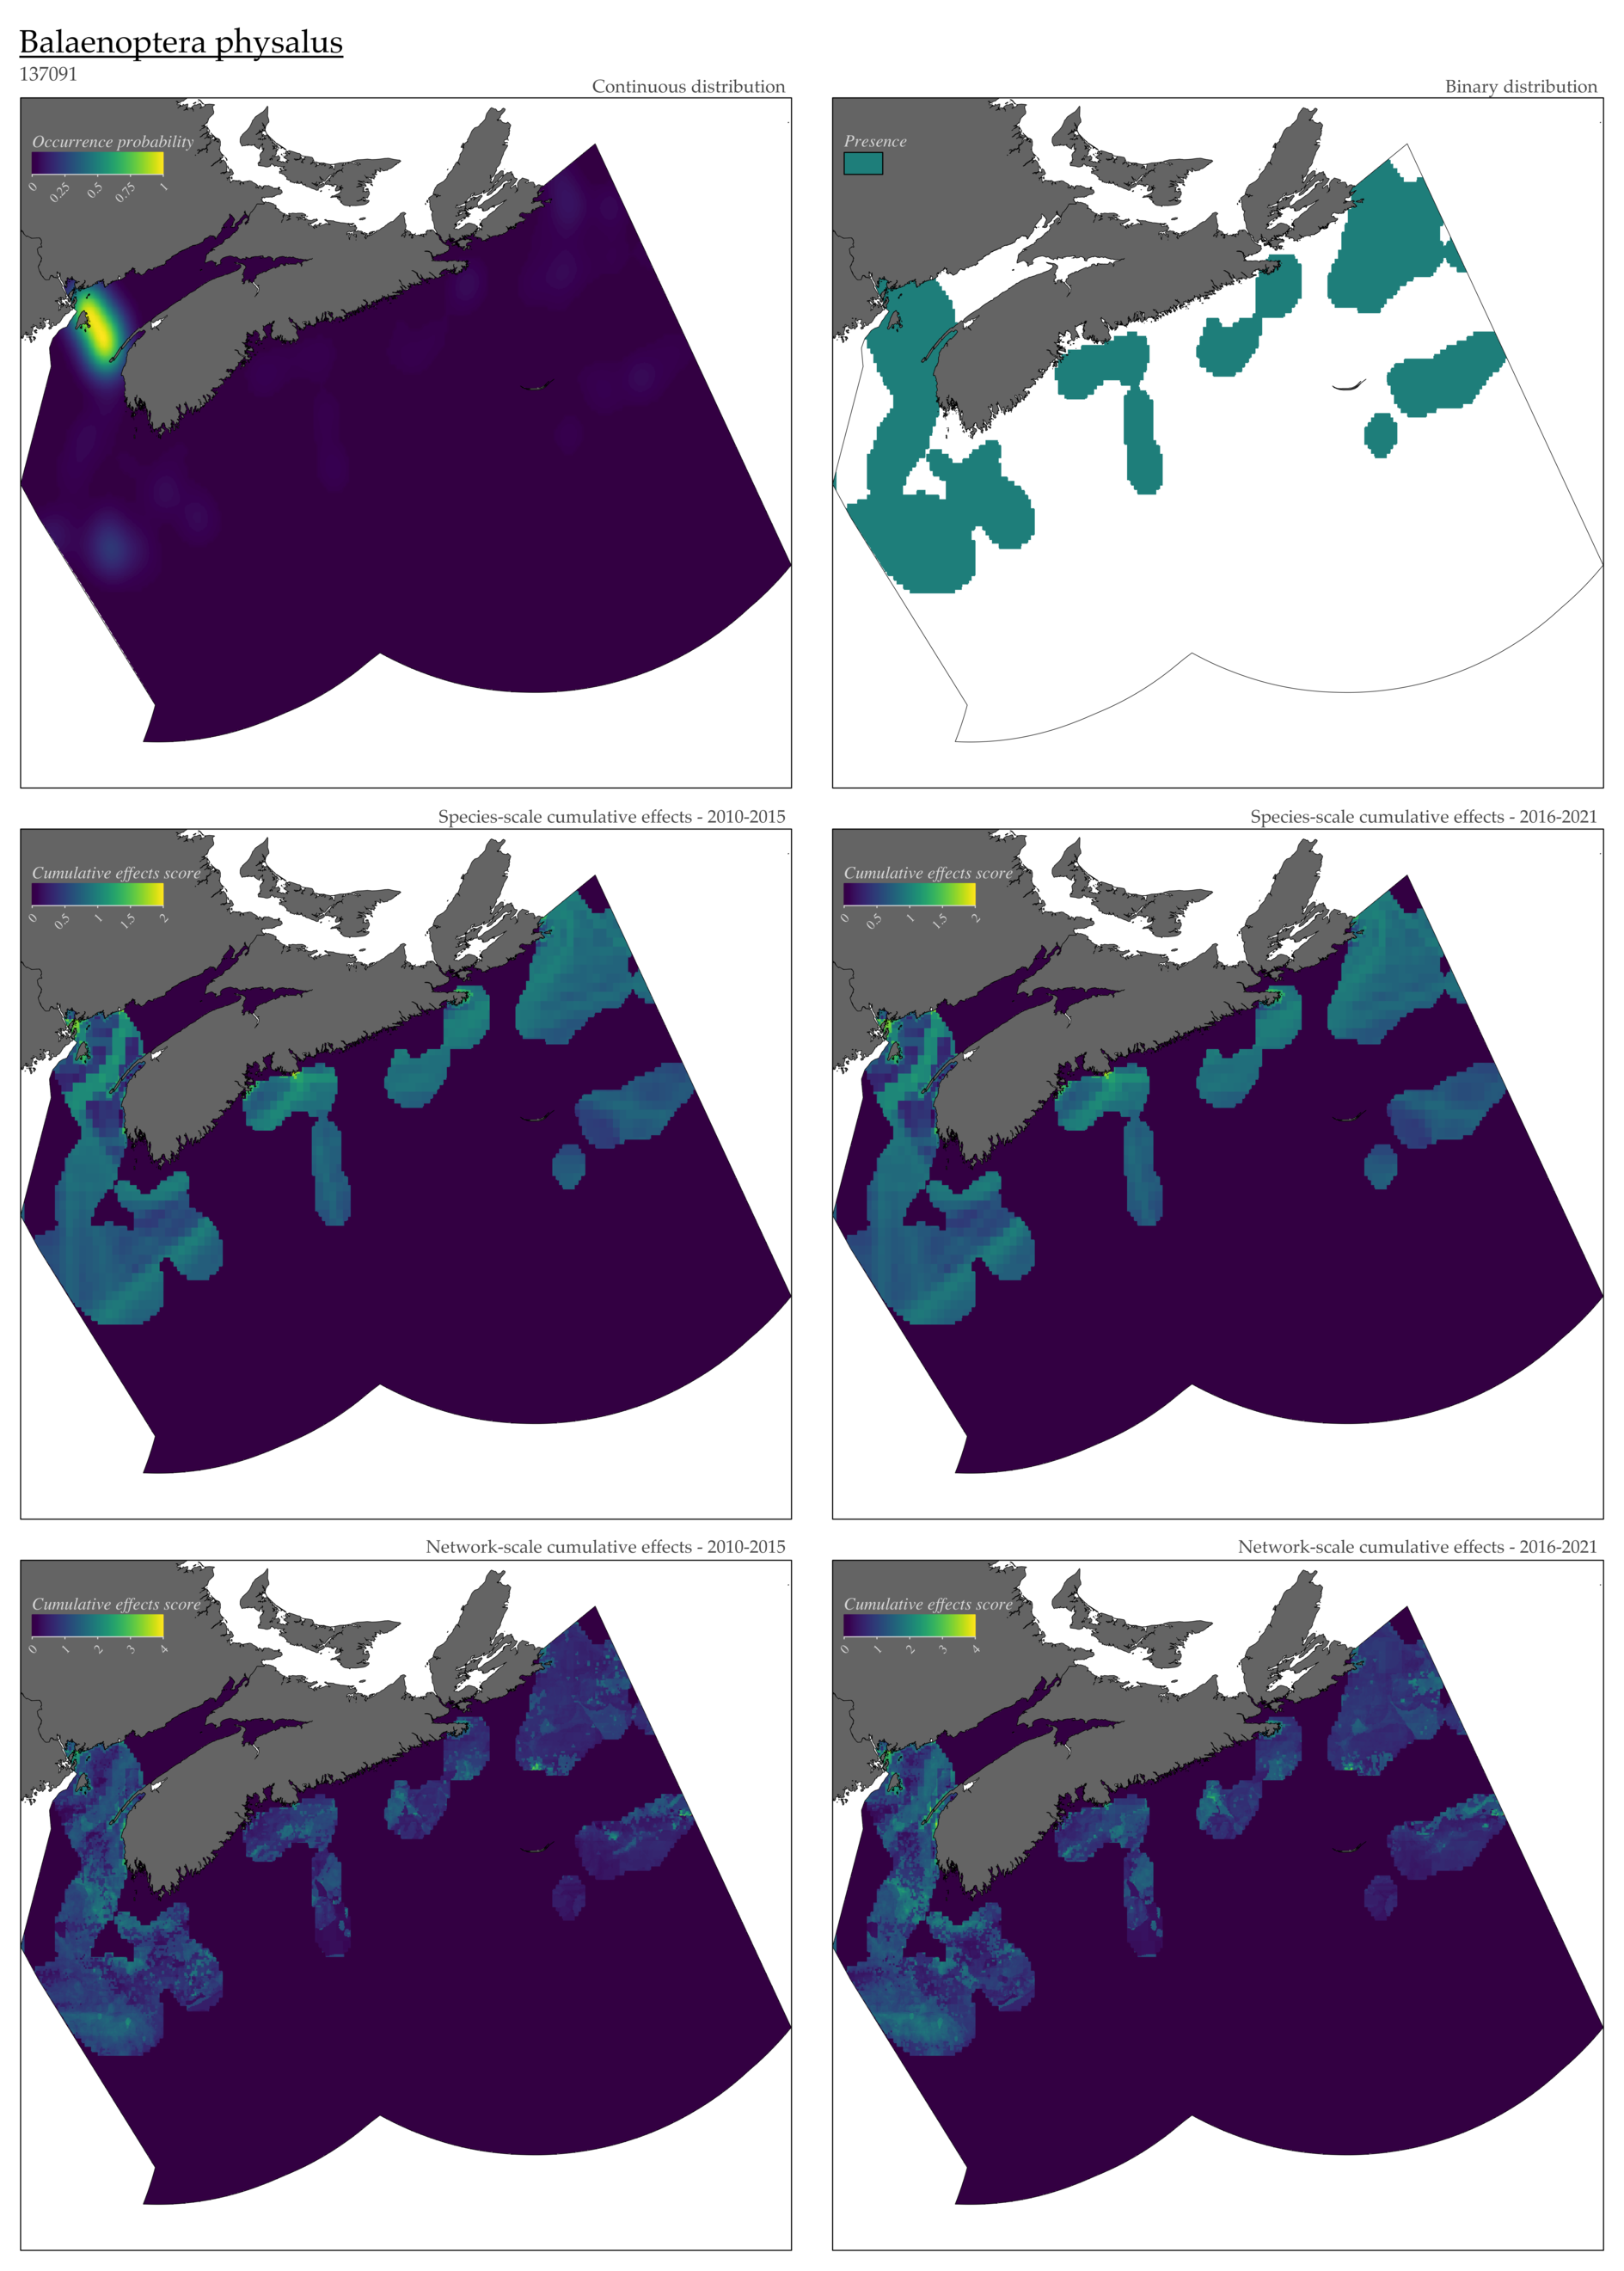 Balaenoptera physalus
137091
Continuous distribution
Occurrence probability
0 0.25 0.5 0.75 1
Binary distribution
Presence
Species-scale cumulative effects - 2010-2015
Cumulative effects score
0 0.5 1 1.5 2
Species-scale cumulative effects - 2016-2021
Cumulative effects score
0 0.5 1 1.5 2
Network-scale cumulative effects - 2010-2015
Cumulative effects score
0 1 2 3 4
Network-scale cumulative effects - 2016-2021
Cumulative effects score
0 1 2 3 4